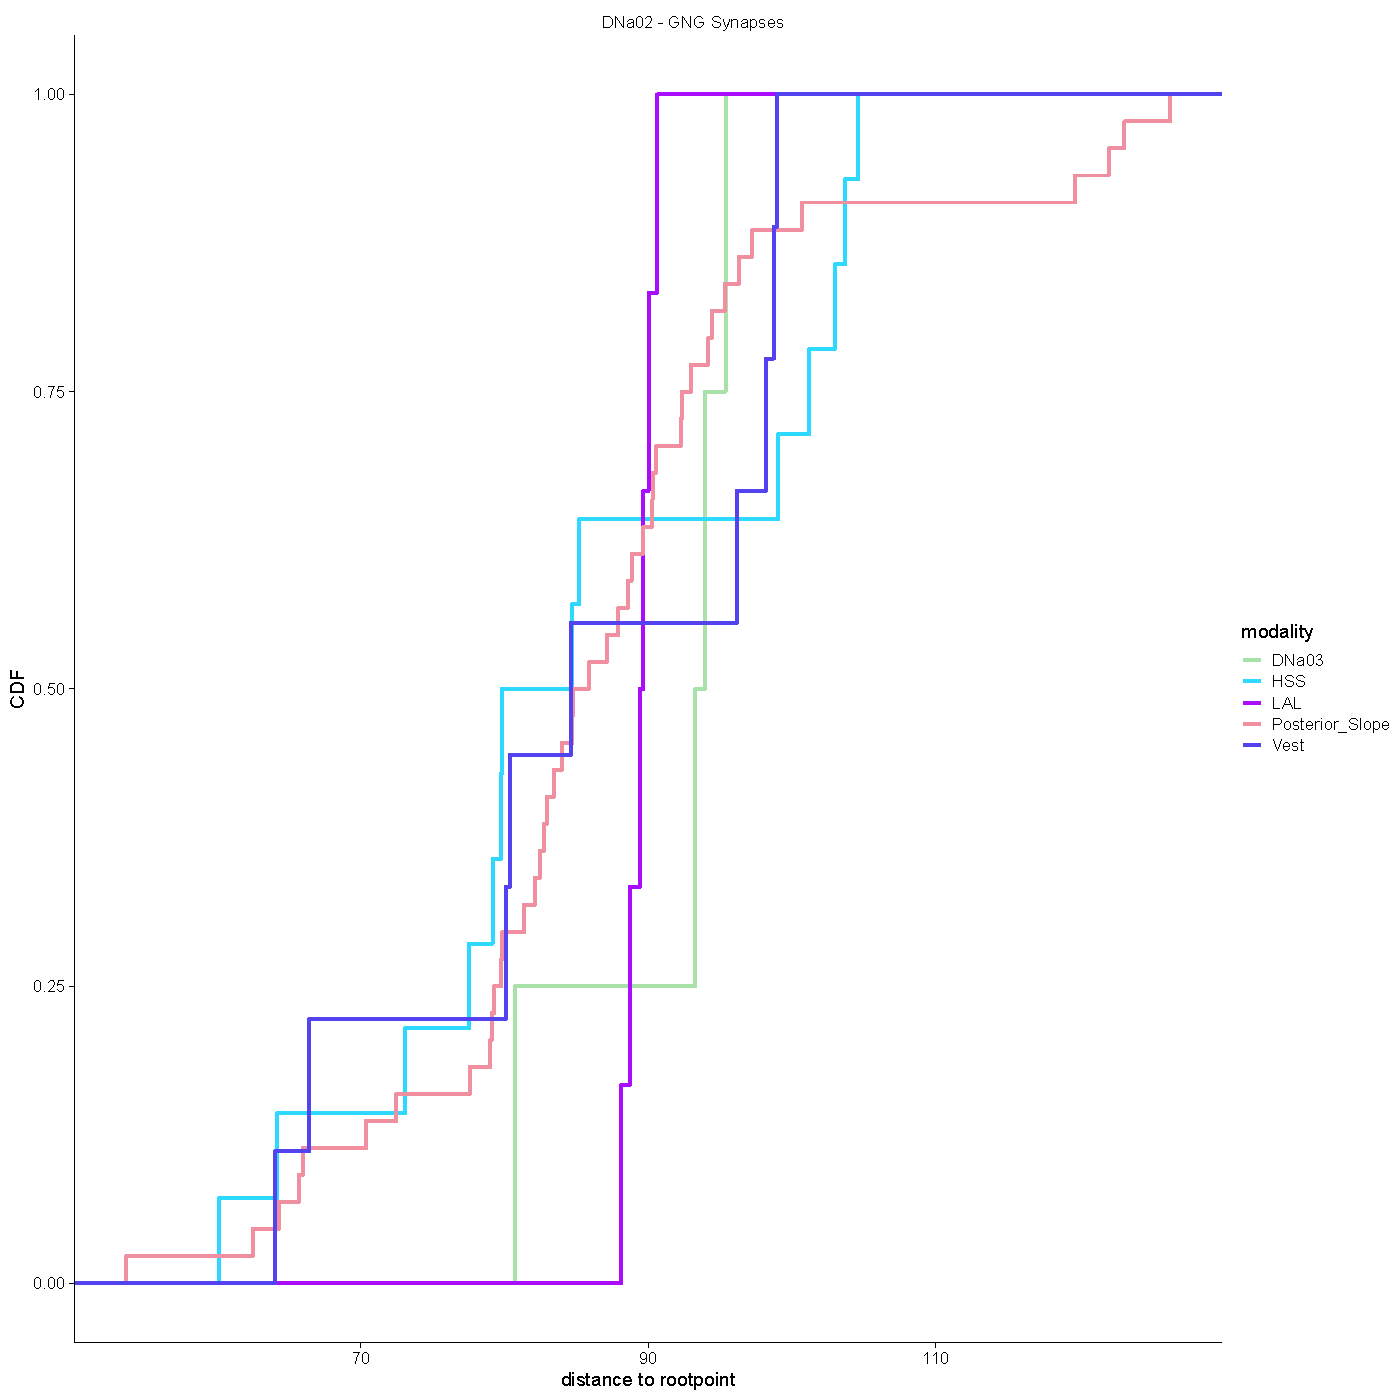 DNa02 - GNG Synapses
1.00
0.75
0.50
0.25
0.00
CDF
70
90
110
distance to rootpoint
modality
DNa03
HSS
LAL
Posterior_Slope
Vest